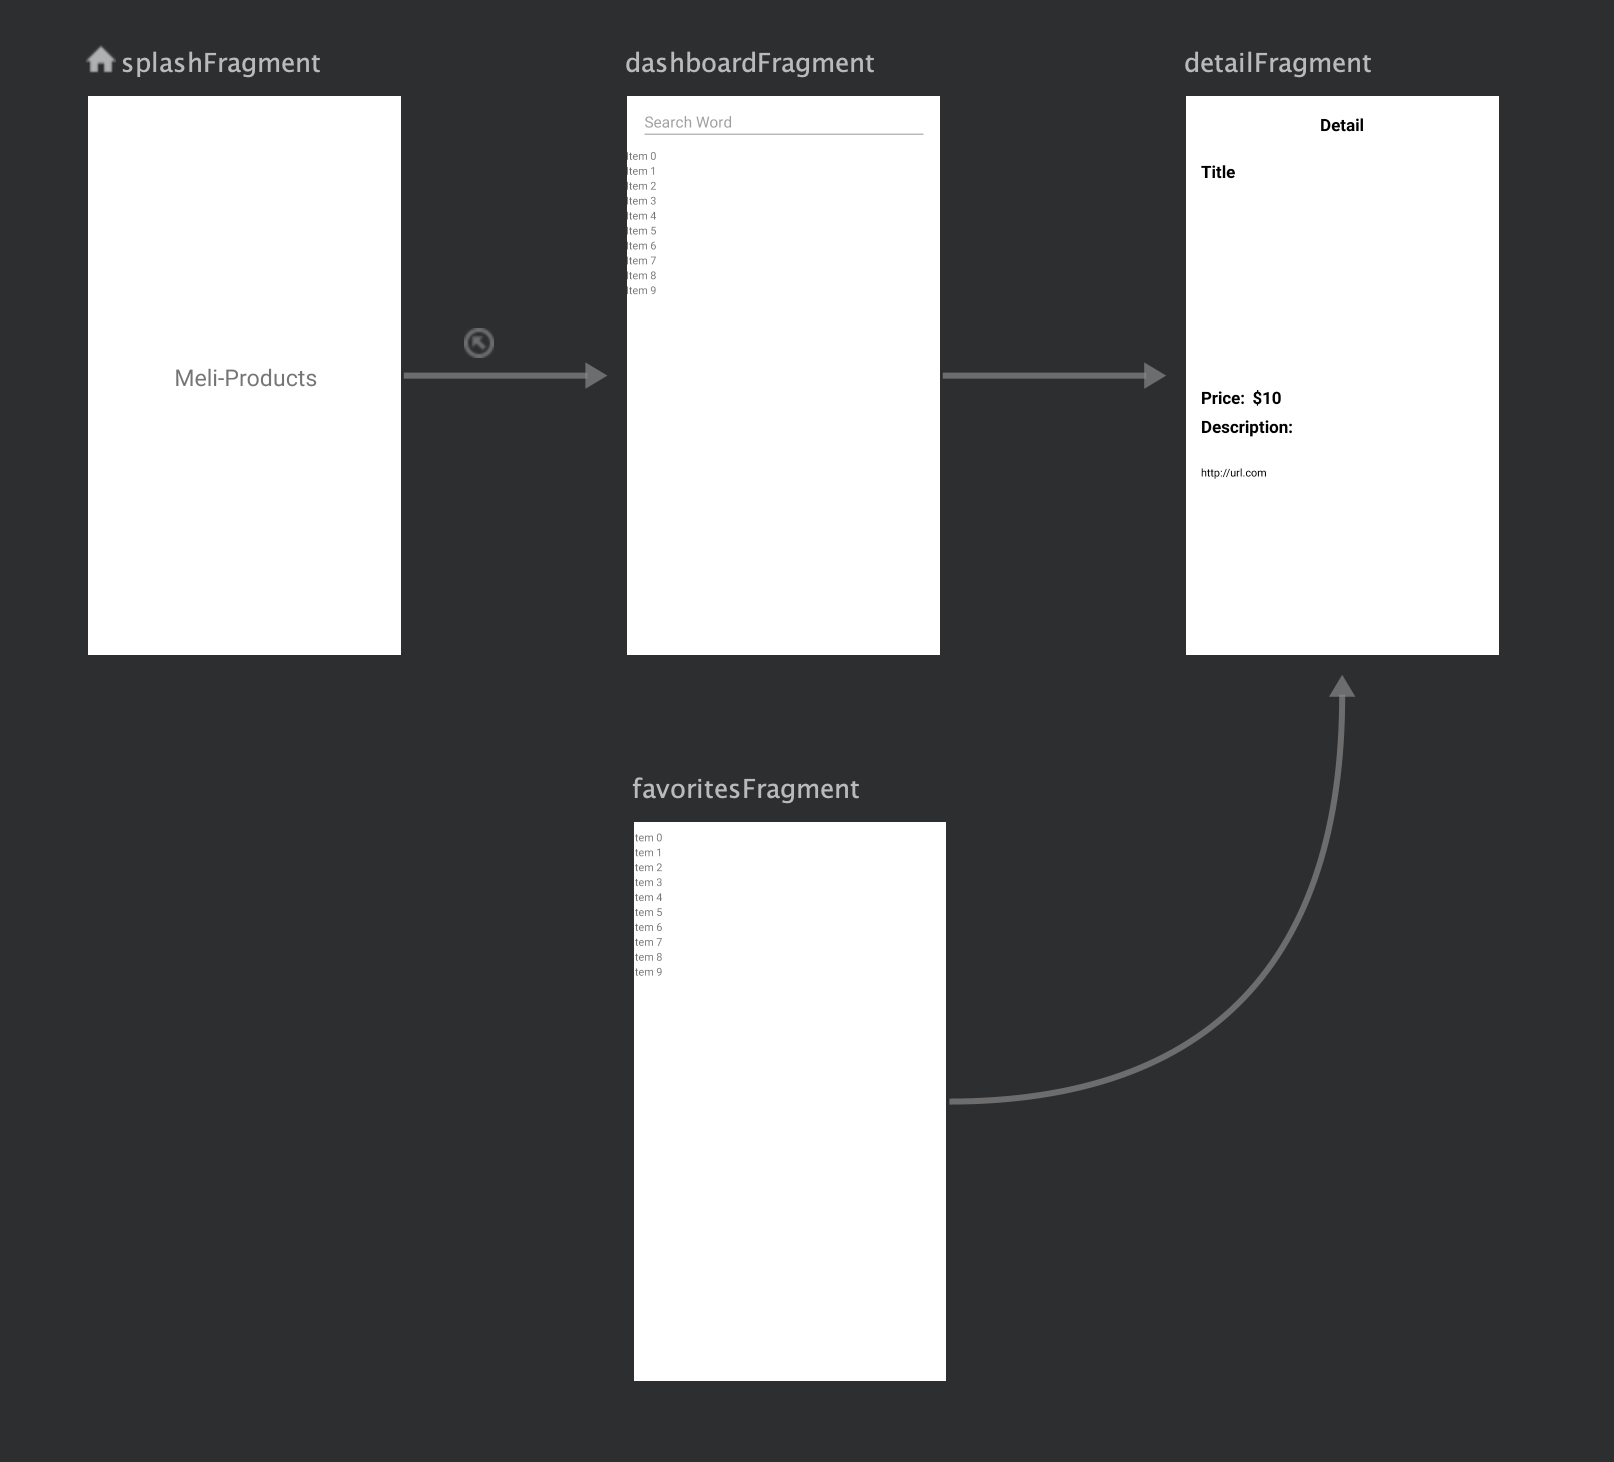 splashFragment
Meli-Products
dashboardFragment
Search Word
Item 0
Item 1
Item 2
Item 3
Item 4
Item 5
Item 6
Item 7
Item 8
Item 9
detailFragment
Detail
Title
Price: $10
Description:
http://url.com
favoritesFragment
tem 0
tem 1
tem 2
tem 3
tem 4
tem 5
tem 6
tem 7
tem 8
tem 9